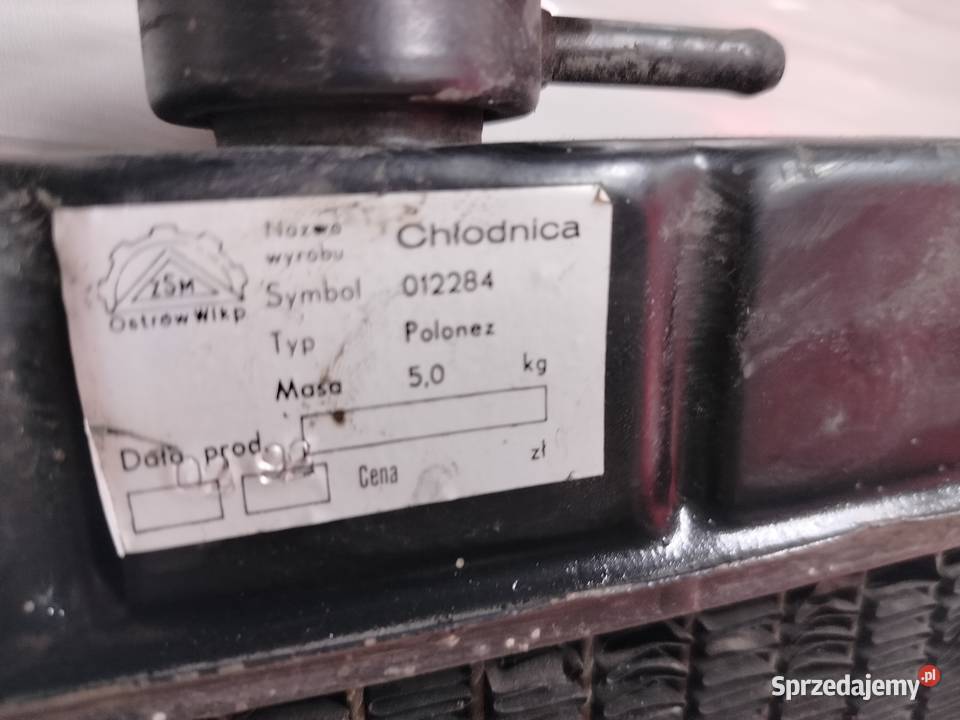 ZSM
Ostrów Wlkp
Nazwa wyrobu Chłodnica
Symbol 012284
Typ Polonez
Masa 5,0 kg
Data prod.
Cena zł
Sprzedajemy.pl